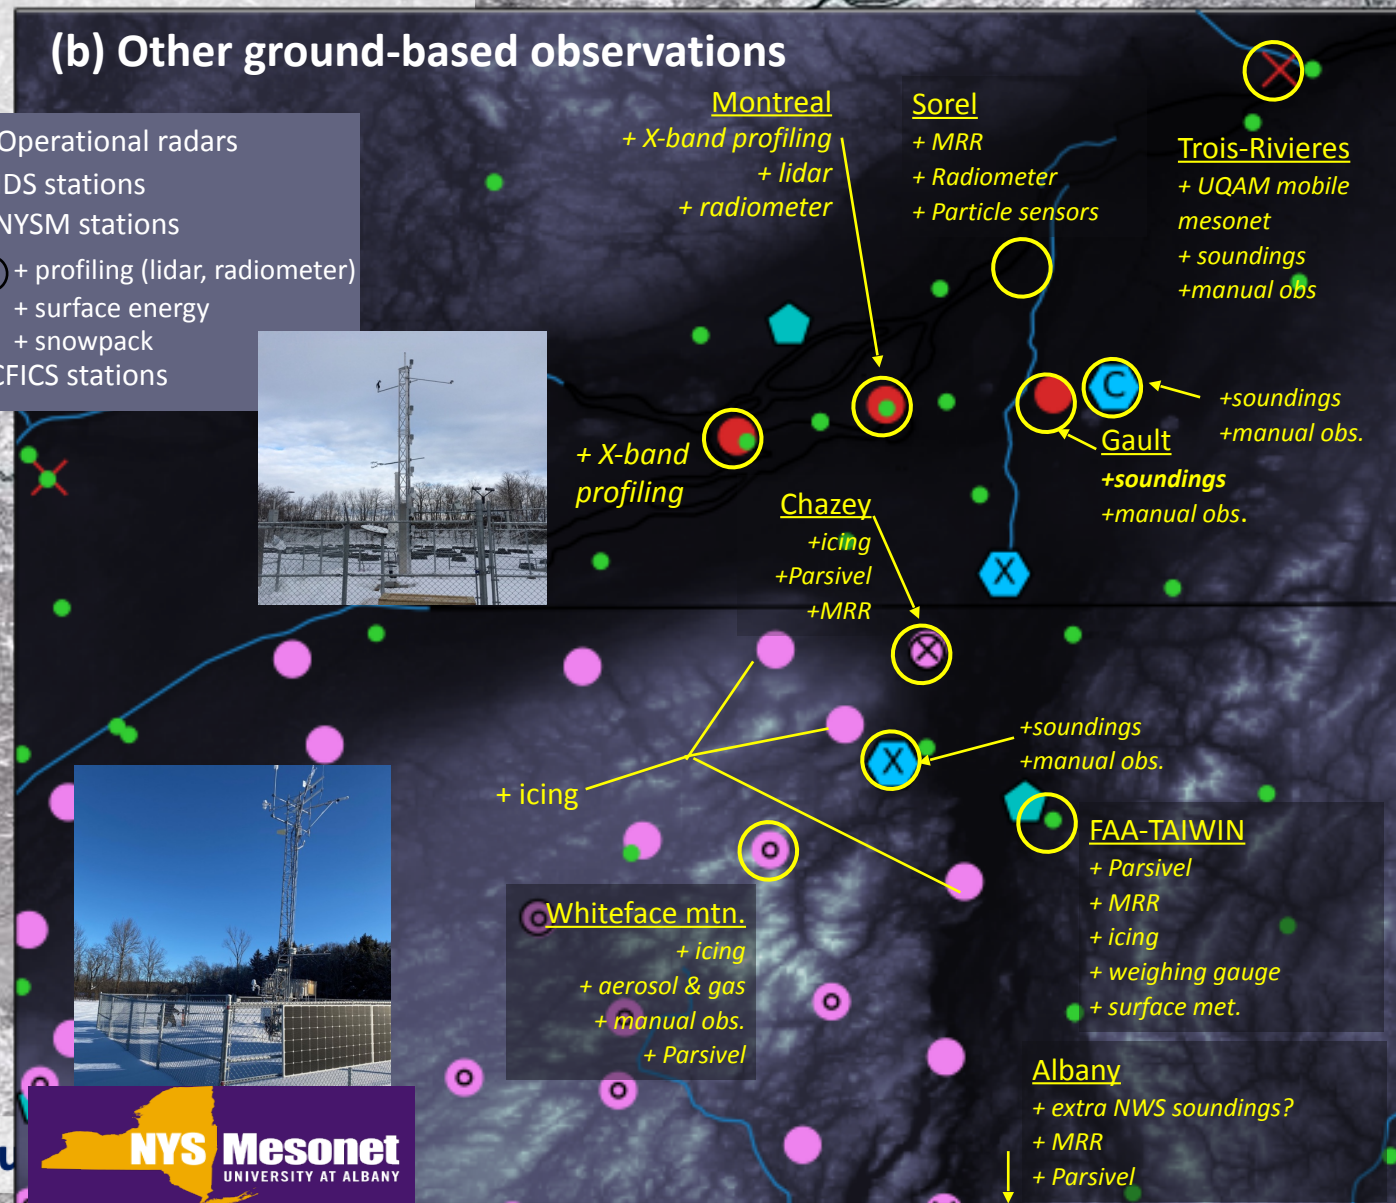 (b) Other ground-based observations
Operational radars
DS stations
NYSM stations
+ profiling (lidar, radiometer)
+ surface energy
+ snowpack
CFICS stations
Montreal
+ X-band profiling
+ lidar
+ radiometer
Sorel
+ MRR
+ Radiometer
+ Particle sensors
Trois-Rivieres
+ UQAM mobile
mesonet
+ soundings
+manual obs
C
+soundings
+manual obs.
Gault
+soundings
+manual obs.
+ X-band
profiling
Chazey
+icing
+Parsivel
+MRR
X
+ icing
X
+soundings
+manual obs.
FAA-TAIWIN
+ Parsivel
+ MRR
+ icing
+ weighing gauge
+ surface met.
Whiteface mtn.
+ icing
+ aerosol & gas
+ manual obs.
+ Parsivel
Albany
+ extra NWS soundings?
+ MRR
+ Parsivel
NYS Mesonet
UNIVERSITY AT ALBANY